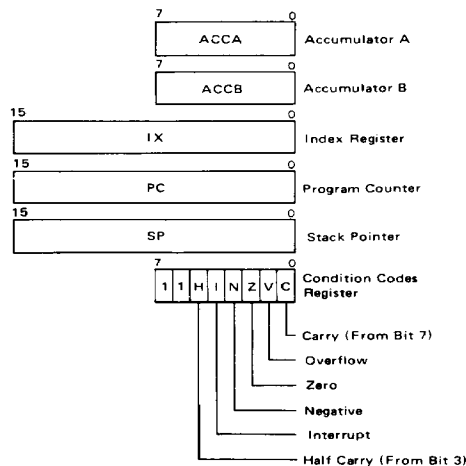 7 0
ACCA Accumulator A
7 0
ACCB Accumulator B
15 0
IX Index Register
15 0
PC Program Counter
15 0
SP Stack Pointer
7 0
1 1 H I N Z V C Condition Codes
Register
Carry (From Bit 7)
Overflow
Zero
Negative
Interrupt
Half Carry (From Bit 3)